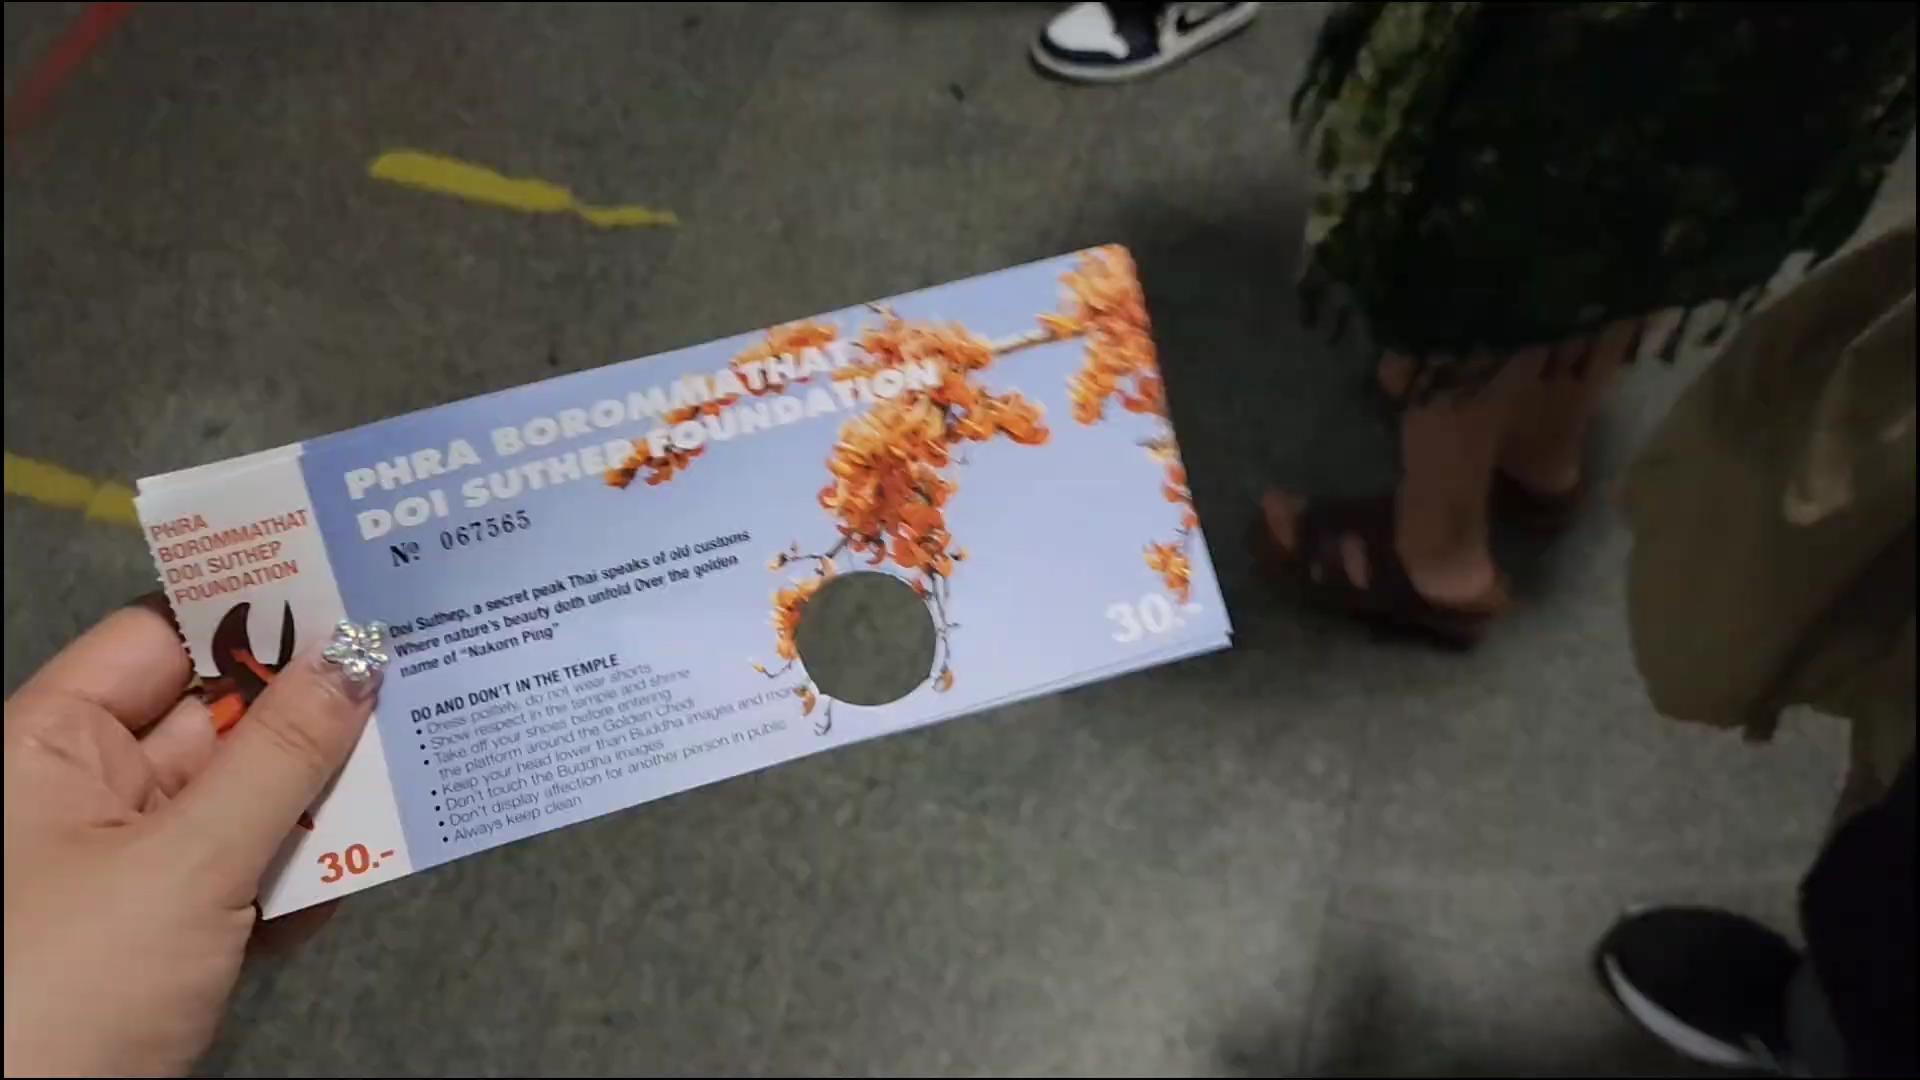 PHRA
BOROMMATHAT
DOI SUTHEP
FOUNDATION
30.-
PHRA BOROMMATHAT
DOI SUTHEP FOUNDATION
Nº 067565
Doi Suthep, a secret peak Thai speaks of old customs
Where nature's beauty doth unfold Over the golden
name of "Nakorn Ping"
DO AND DON'T IN THE TEMPLE
• Dress politely, do not wear shorts
• Show respect in the temple and shrine
• Take off your shoes before entering
the platform around the Golden Chedi
• Keep your head lower than Buddha images and
• Don't touch the Buddha images
• Don't display affection for another person in public
• Always keep clean
30.-